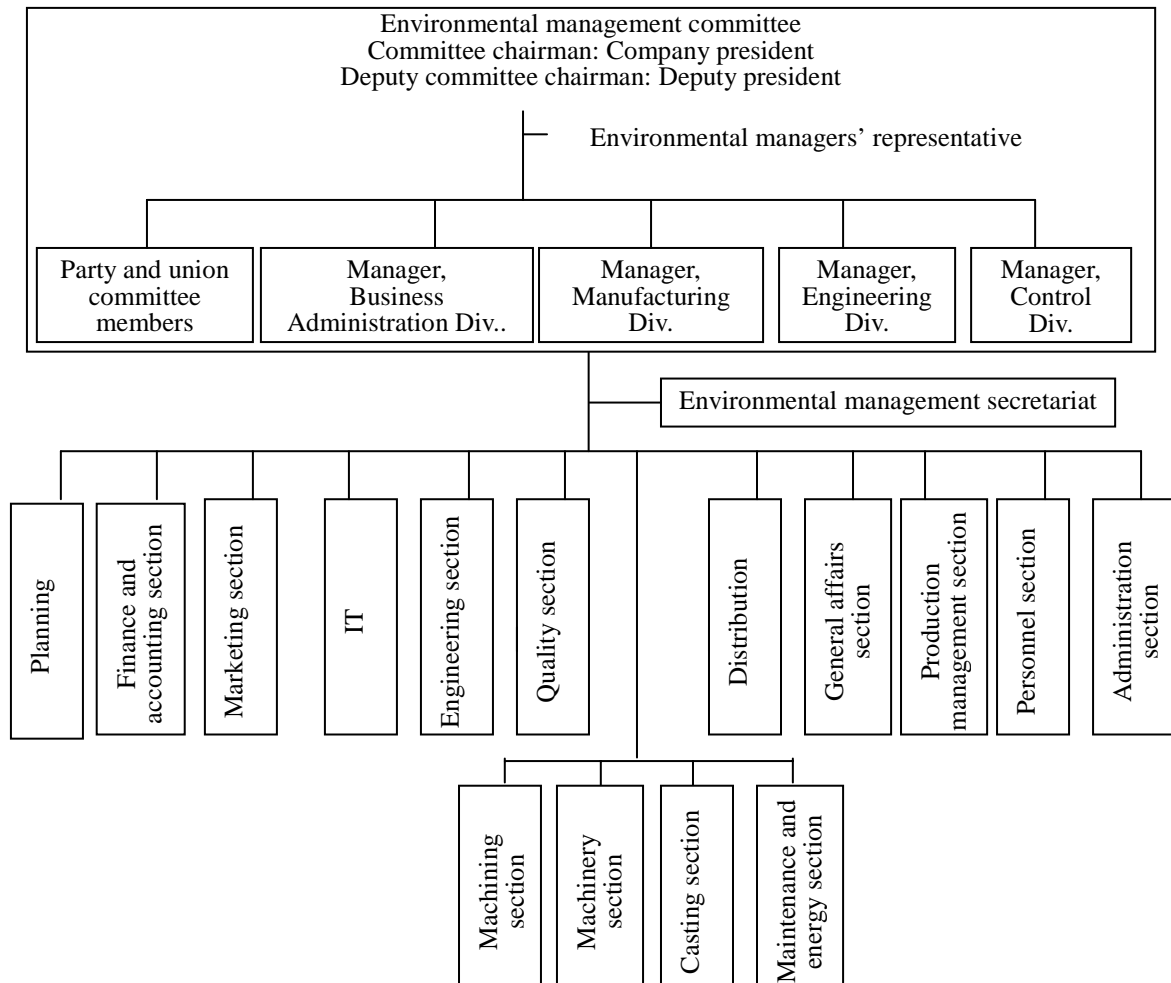 Environmental management committee
Committee chairman: Company president
Deputy committee chairman: Deputy president
Environmental managers’ representative
Party and union
committee
members
Manager,
Business
Administration Div..
Manager,
Manufacturing
Div.
Manager,
Engineering
Div.
Manager,
Control
Div.
Environmental management secretariat
Planning
Finance and
accounting section
Marketing section
IT
Engineering section
Quality section
Distribution
General affairs
section
Production
management section
Personnel section
Administration
section
Machining
section
Machinery
section
Casting section
Maintenance and
energy section